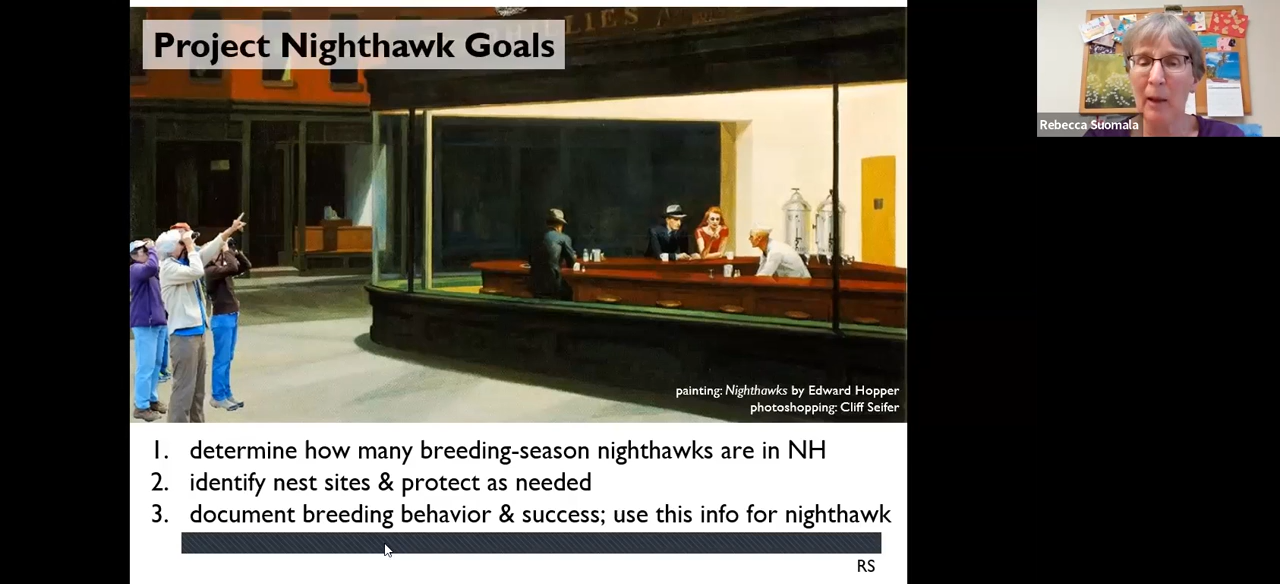 LLIES
Project Nighthawk Goals
Rebecca Suomala
painting: Nighthawks by Edward Hopper
photoshopping: Cliff Seifer
1. determine how many breeding-season nighthawks are in NH
2. identify nest sites & protect as needed
3. document breeding behavior & success; use this info for nighthawk
RS